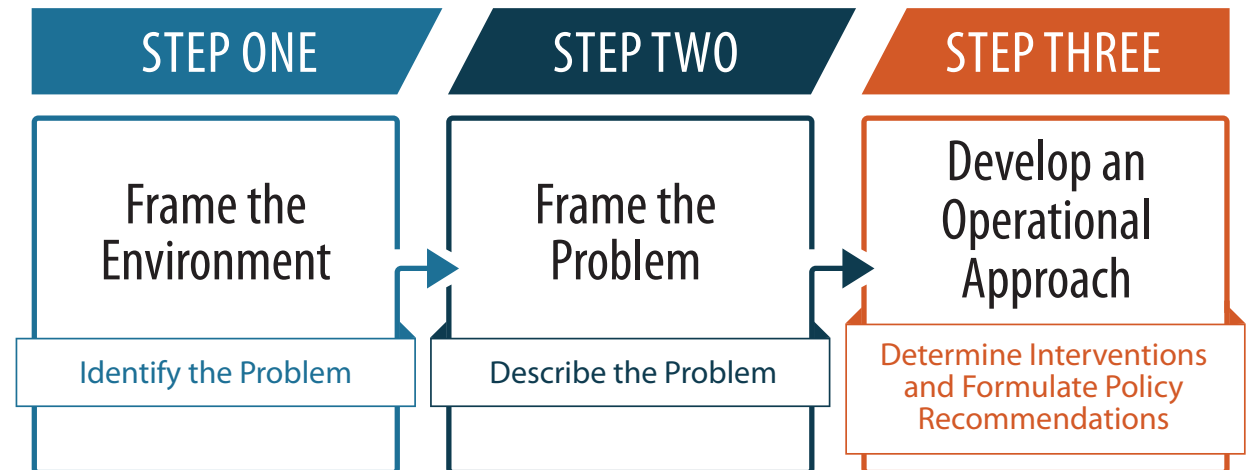 STEP ONE
Frame the
Environment
Identify the Problem
STEP TWO
Frame the
Problem
Describe the Problem
STEP THREE
Develop an
Operational
Approach
Determine Interventions
and Formulate Policy
Recommendations